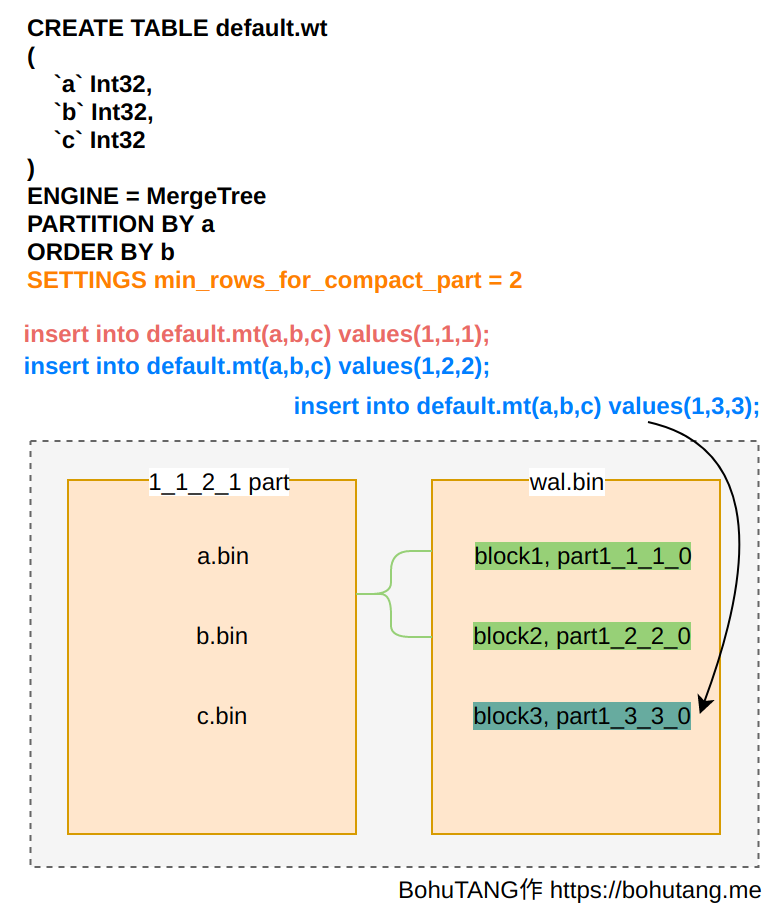 CREATE TABLE default.wt
(
`a` Int32,
`b` Int32,
`c` Int32
)
ENGINE = MergeTree
PARTITION BY a
ORDER BY b
SETTINGS min_rows_for_compact_part = 2
insert into default.mt(a,b,c) values(1,1,1);
insert into default.mt(a,b,c) values(1,2,2);
insert into default.mt(a,b,c) values(1,3,3);
1_1_2_1 part
a.bin
b.bin
c.bin
wal.bin
block1, part1_1_1_0
block2, part1_2_2_0
block3, part1_3_3_0
BohuTANG作 https://bohutang.me